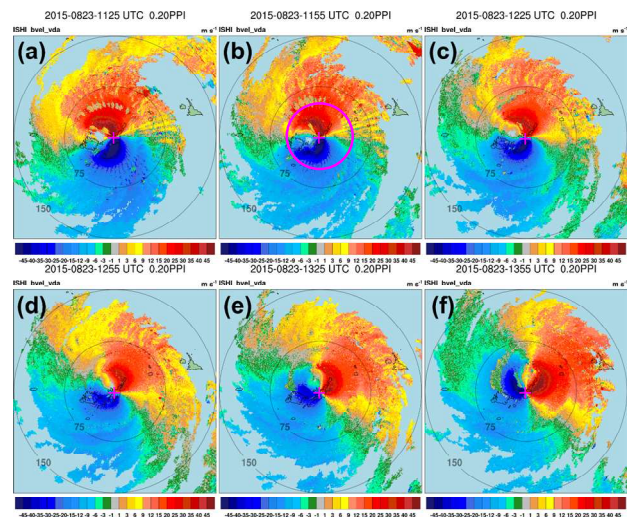 2015-0823-1125 UTC 0.20PPI
ISHI bvel_vda m s⁻¹
(a)
75
150
-45-40-35-30-25-20-15-12-9 -6 -3 -1 1 3 6 9 12 15 20 25 30 35 40 45
2015-0823-1155 UTC 0.20PPI
ISHI bvel_vda m s⁻¹
(b)
75
150
-45-40-35-30-25-20-15-12-9 -6 -3 -1 1 3 6 9 12 15 20 25 30 35 40 45
2015-0823-1225 UTC 0.20PPI
ISHI bvel_vda m s⁻¹
(c)
75
150
-45-40-35-30-25-20-15-12-9 -6 -3 -1 1 3 6 9 12 15 20 25 30 35 40 45
2015-0823-1255 UTC 0.20PPI
ISHI bvel_vda m s⁻¹
(d)
75
150
-45-40-35-30-25-20-15-12-9 -6 -3 -1 1 3 6 9 12 15 20 25 30 35 40 45
2015-0823-1325 UTC 0.20PPI
ISHI bvel_vda m s⁻¹
(e)
75
150
-45-40-35-30-25-20-15-12-9 -6 -3 -1 1 3 6 9 12 15 20 25 30 35 40 45
2015-0823-1355 UTC 0.20PPI
ISHI bvel_vda m s⁻¹
(f)
75
150
-45-40-35-30-25-20-15-12-9 -6 -3 -1 1 3 6 9 12 15 20 25 30 35 40 45